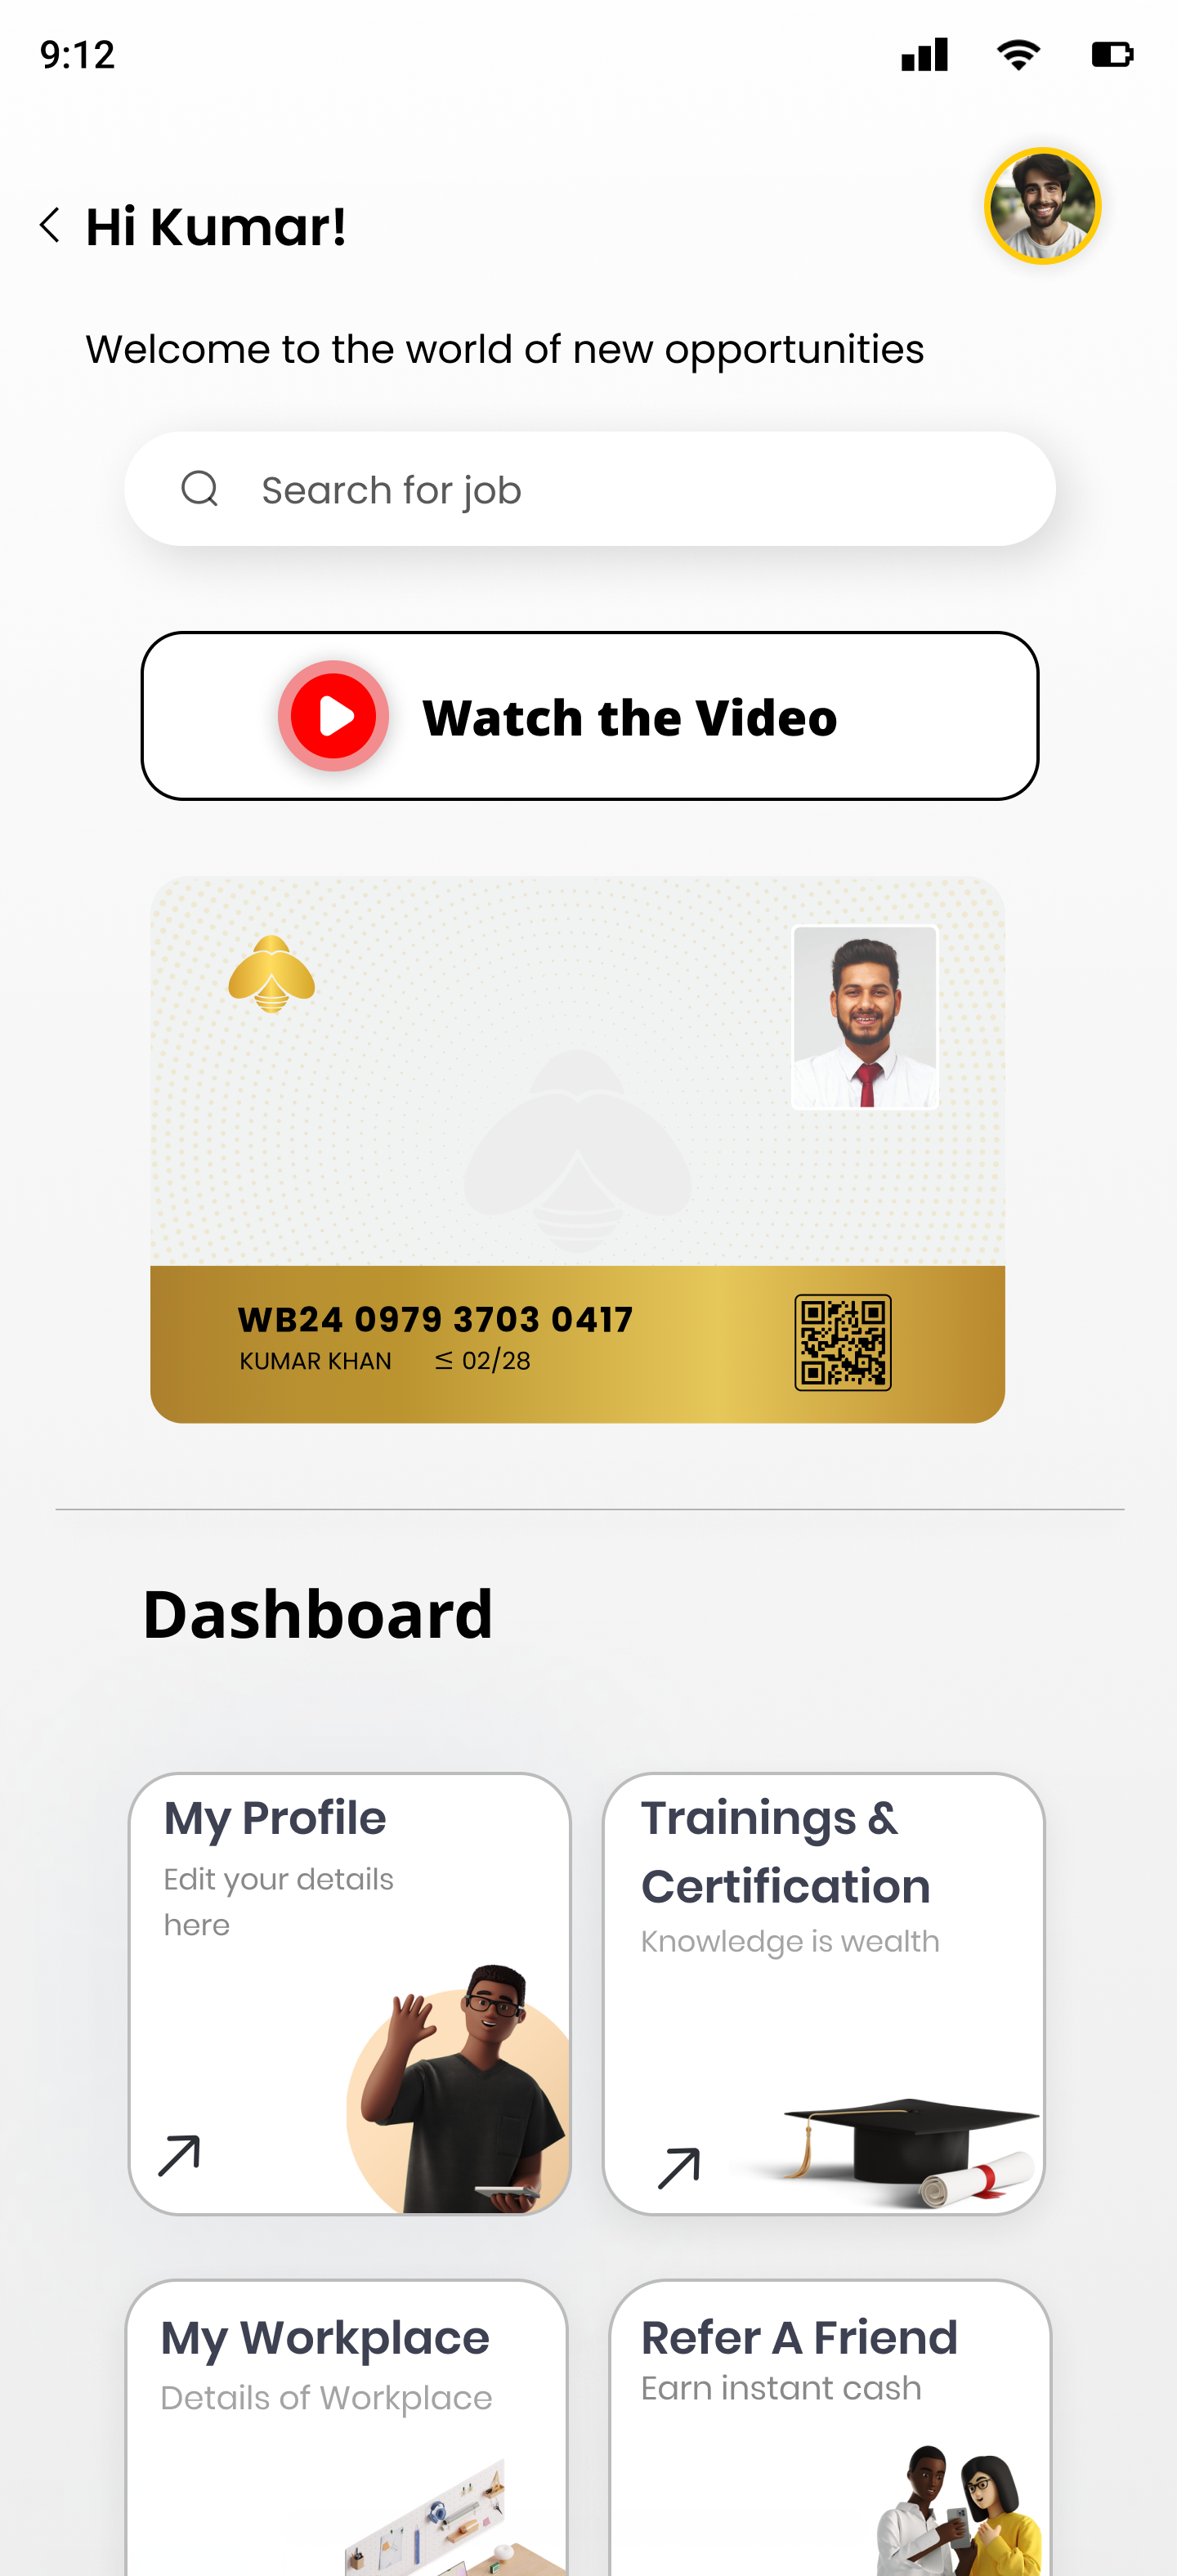 9:12
Hi Kumar!
Welcome to the world of new opportunities
Search for job
Watch the Video
WB24 0979 3703 0417
KUMAR KHAN ≤ 02/28
Dashboard
My Profile
Edit your details
here
Trainings &
Certification
Knowledge is wealth
My Workplace
Details of Workplace
Refer A Friend
Earn instant cash